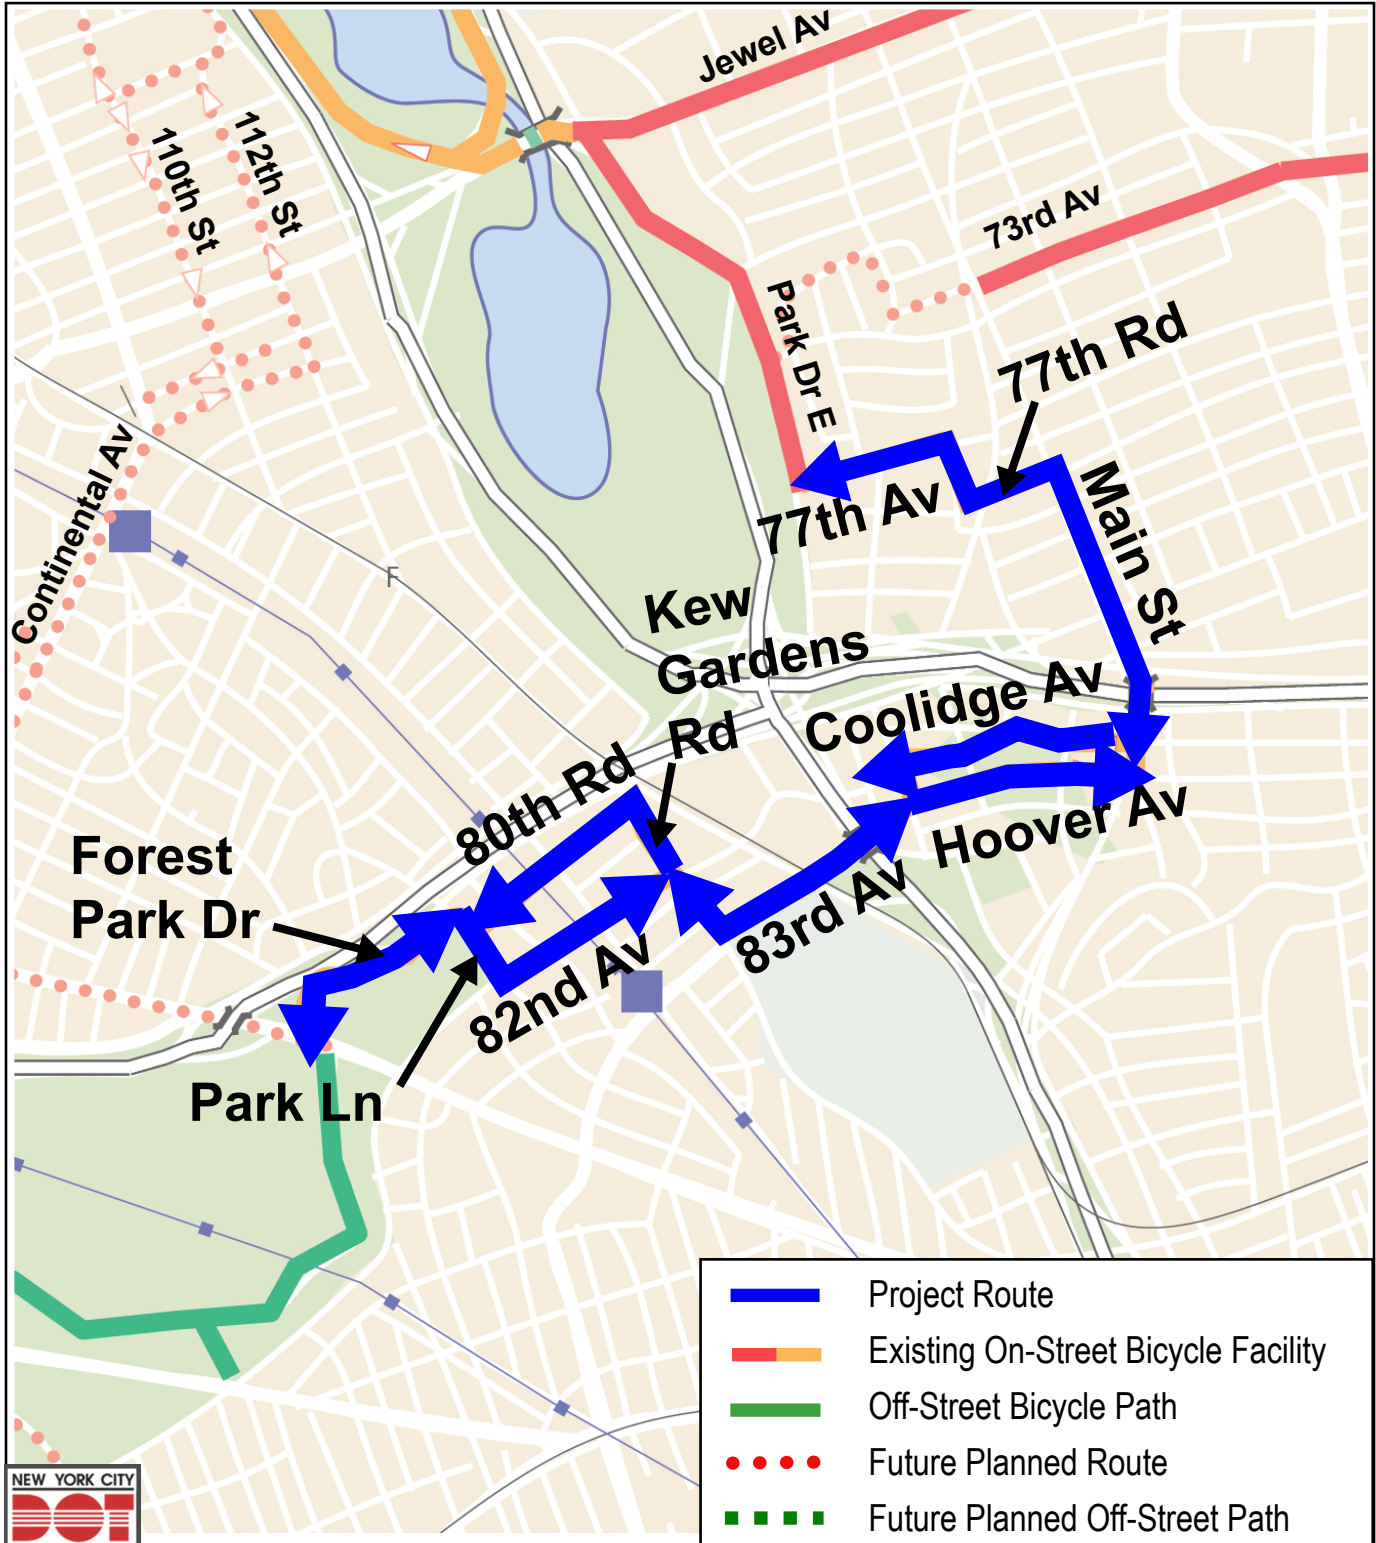 Jewel Av
110th St
112th St
73rd Av
Park Dr E
77th Rd
Continental Av
77th Av
Main St
F
Kew
Gardens
Rd
Coolidge Av
80th Rd
Hoover Av
Forest
Park Dr
83rd Av
82nd Av
Park Ln
Project Route
Existing On-Street Bicycle Facility
Off-Street Bicycle Path
Future Planned Route
Future Planned Off-Street Path
NEW YORK CITY
DOT